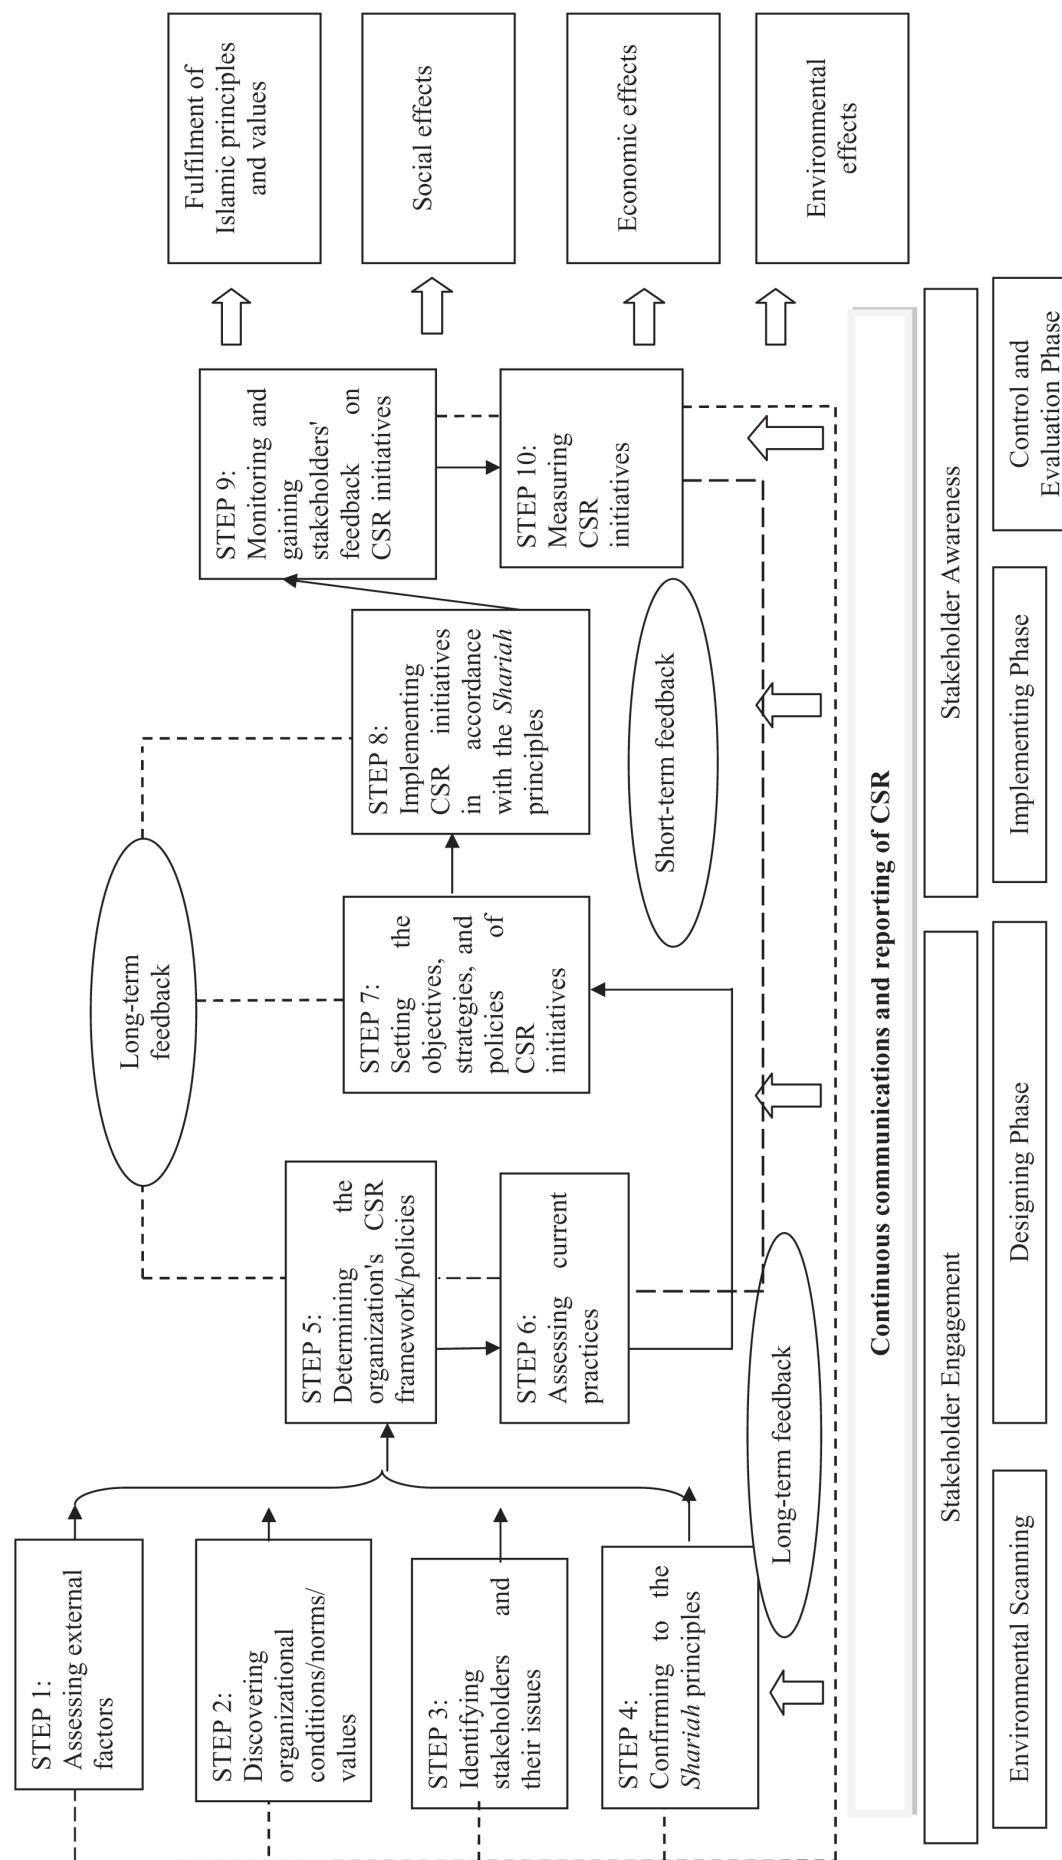 STEP 1:
Assessing external
factors
STEP 2:
Discovering
organizational
conditions/norms/
values
STEP 3:
Identifying
stakeholders and
their issues
STEP 4:
Confirming to the
Shariah principles
STEP 5:
Determining the
organization's CSR
framework/policies
STEP 6:
Assessing current
practices
Long-term
feedback
STEP 7:
Setting the
objectives,
strategies, and
policies of
CSR
initiatives
STEP 8:
Implementing
CSR initiatives
in accordance
with the Shariah
principles
STEP 9:
Monitoring and
gaining
stakeholders'
feedback on
CSR initiatives
STEP 10:
Measuring
CSR
initiatives
Fulfilment of
Islamic principles
and values
Social effects
Economic effects
Environmental
effects
Short-term feedback
Long-term feedback
Continuous communications and reporting of CSR
Stakeholder Engagement
Stakeholder Awareness
Environmental Scanning
Designing Phase
Implementing Phase
Control and
Evaluation Phase